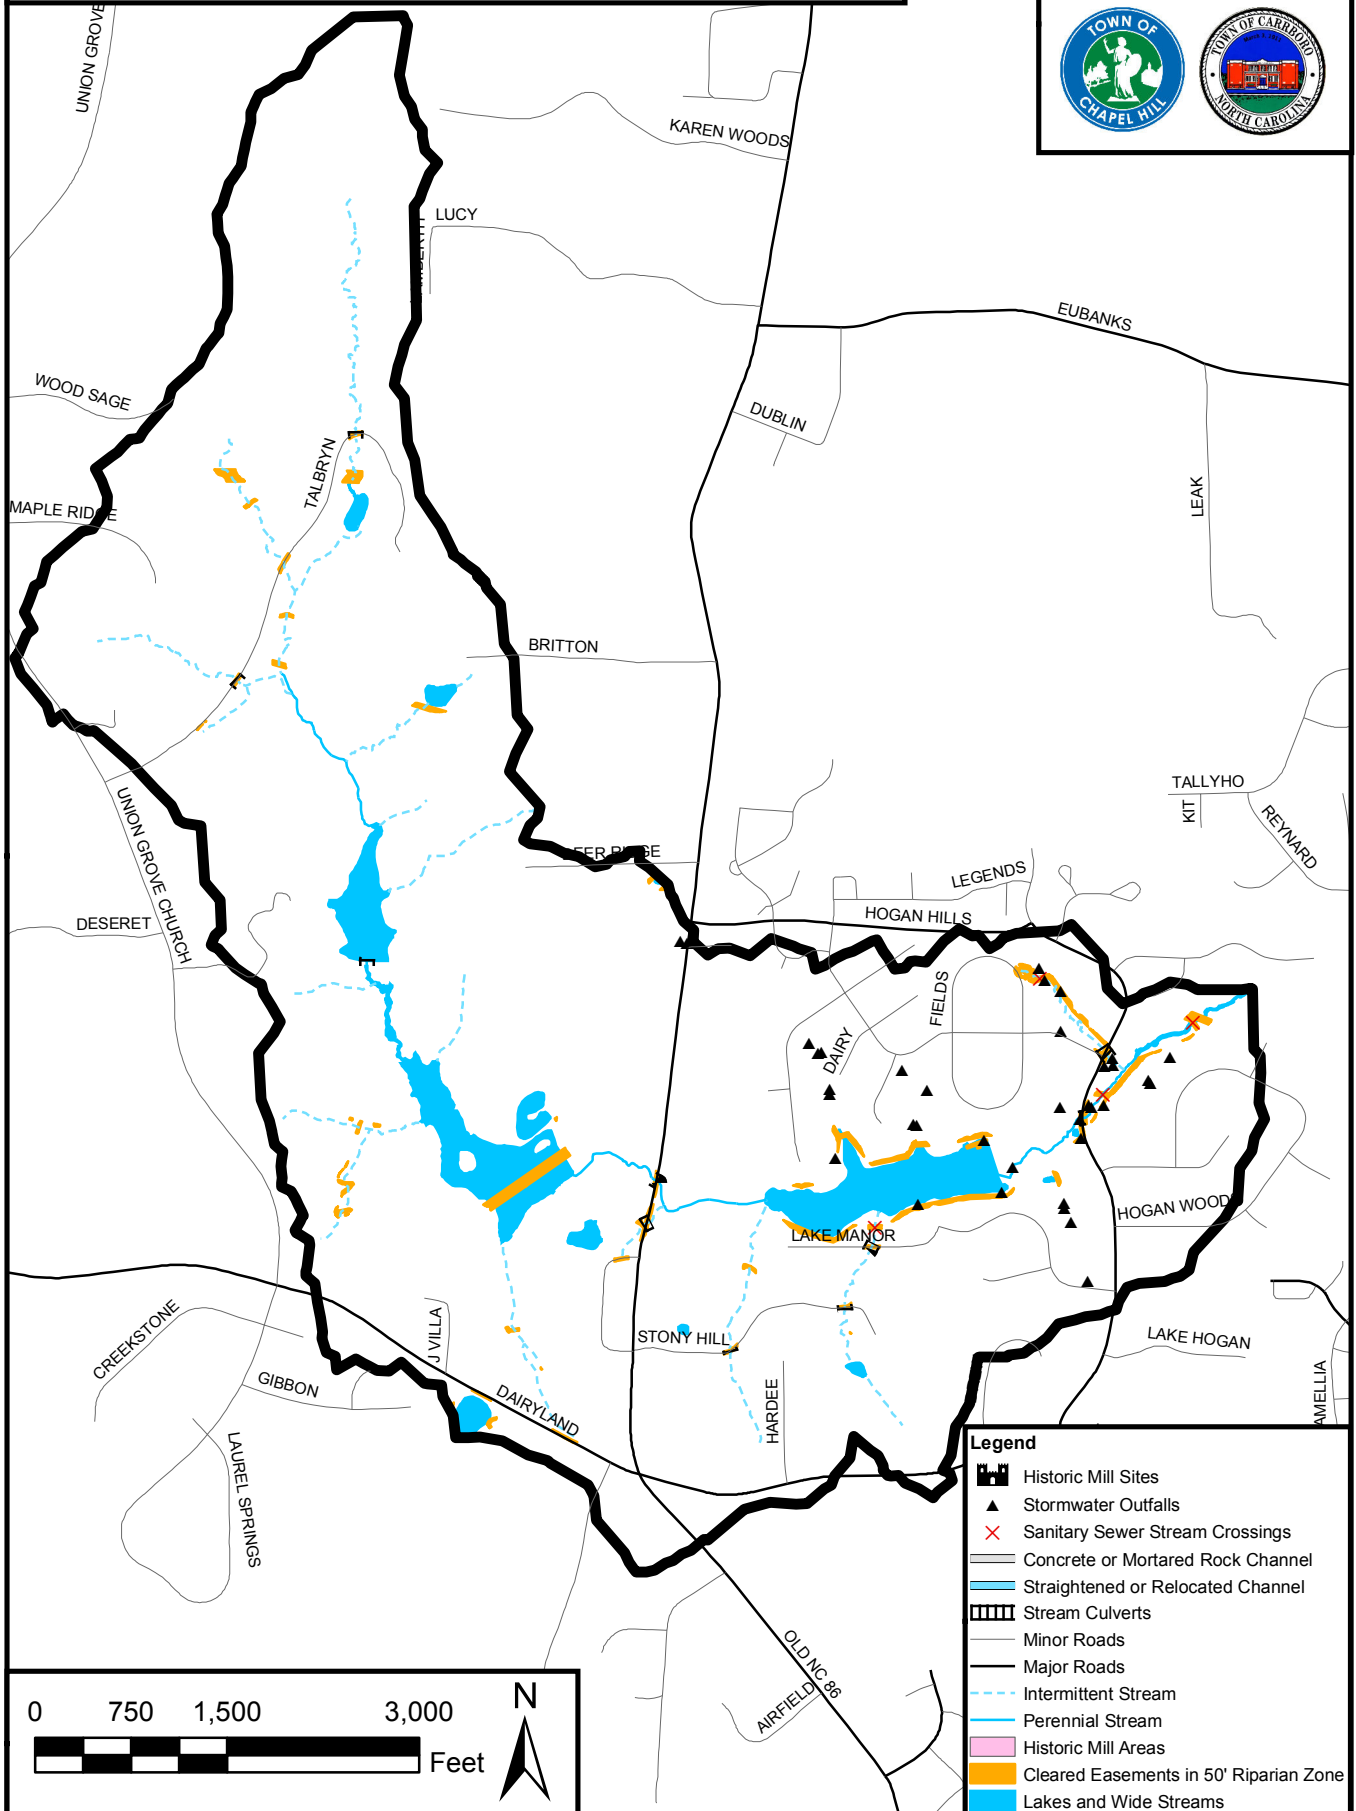 TOWN OF
CHAPEL HILL
TOWN OF CARRBORO
NORTH CAROLINA
UNION GROVE
KAREN WOODS
LUCY
EUBANKS
WOOD SAGE
DUBLIN
TALBRYN
LEAK
MAPLE RIDGE
BRITTON
TALLYHO
KIT
REYNARD
UNION GROVE CHURCH
DEER RIDGE
LEGENDS
HOGAN HILLS
DESERET
FIELDS
DAIRY
HOGAN WOODS
LAKE MANOR
CREEKSTONE
J VILLA
STONY HILL
LAKE HOGAN
GIBBON
DAIRYLAND
HARDEE
AMELLIA
LAUREL SPRINGS
OLD NC 86
AIRFIELD
Legend
Historic Mill Sites
Stormwater Outfalls
Sanitary Sewer Stream Crossings
Concrete or Mortared Rock Channel
Straightened or Relocated Channel
Stream Culverts
Minor Roads
Major Roads
Intermittent Stream
Perennial Stream
Historic Mill Areas
Cleared Easements in 50' Riparian Zone
Lakes and Wide Streams
0 750 1,500 3,000
Feet
N